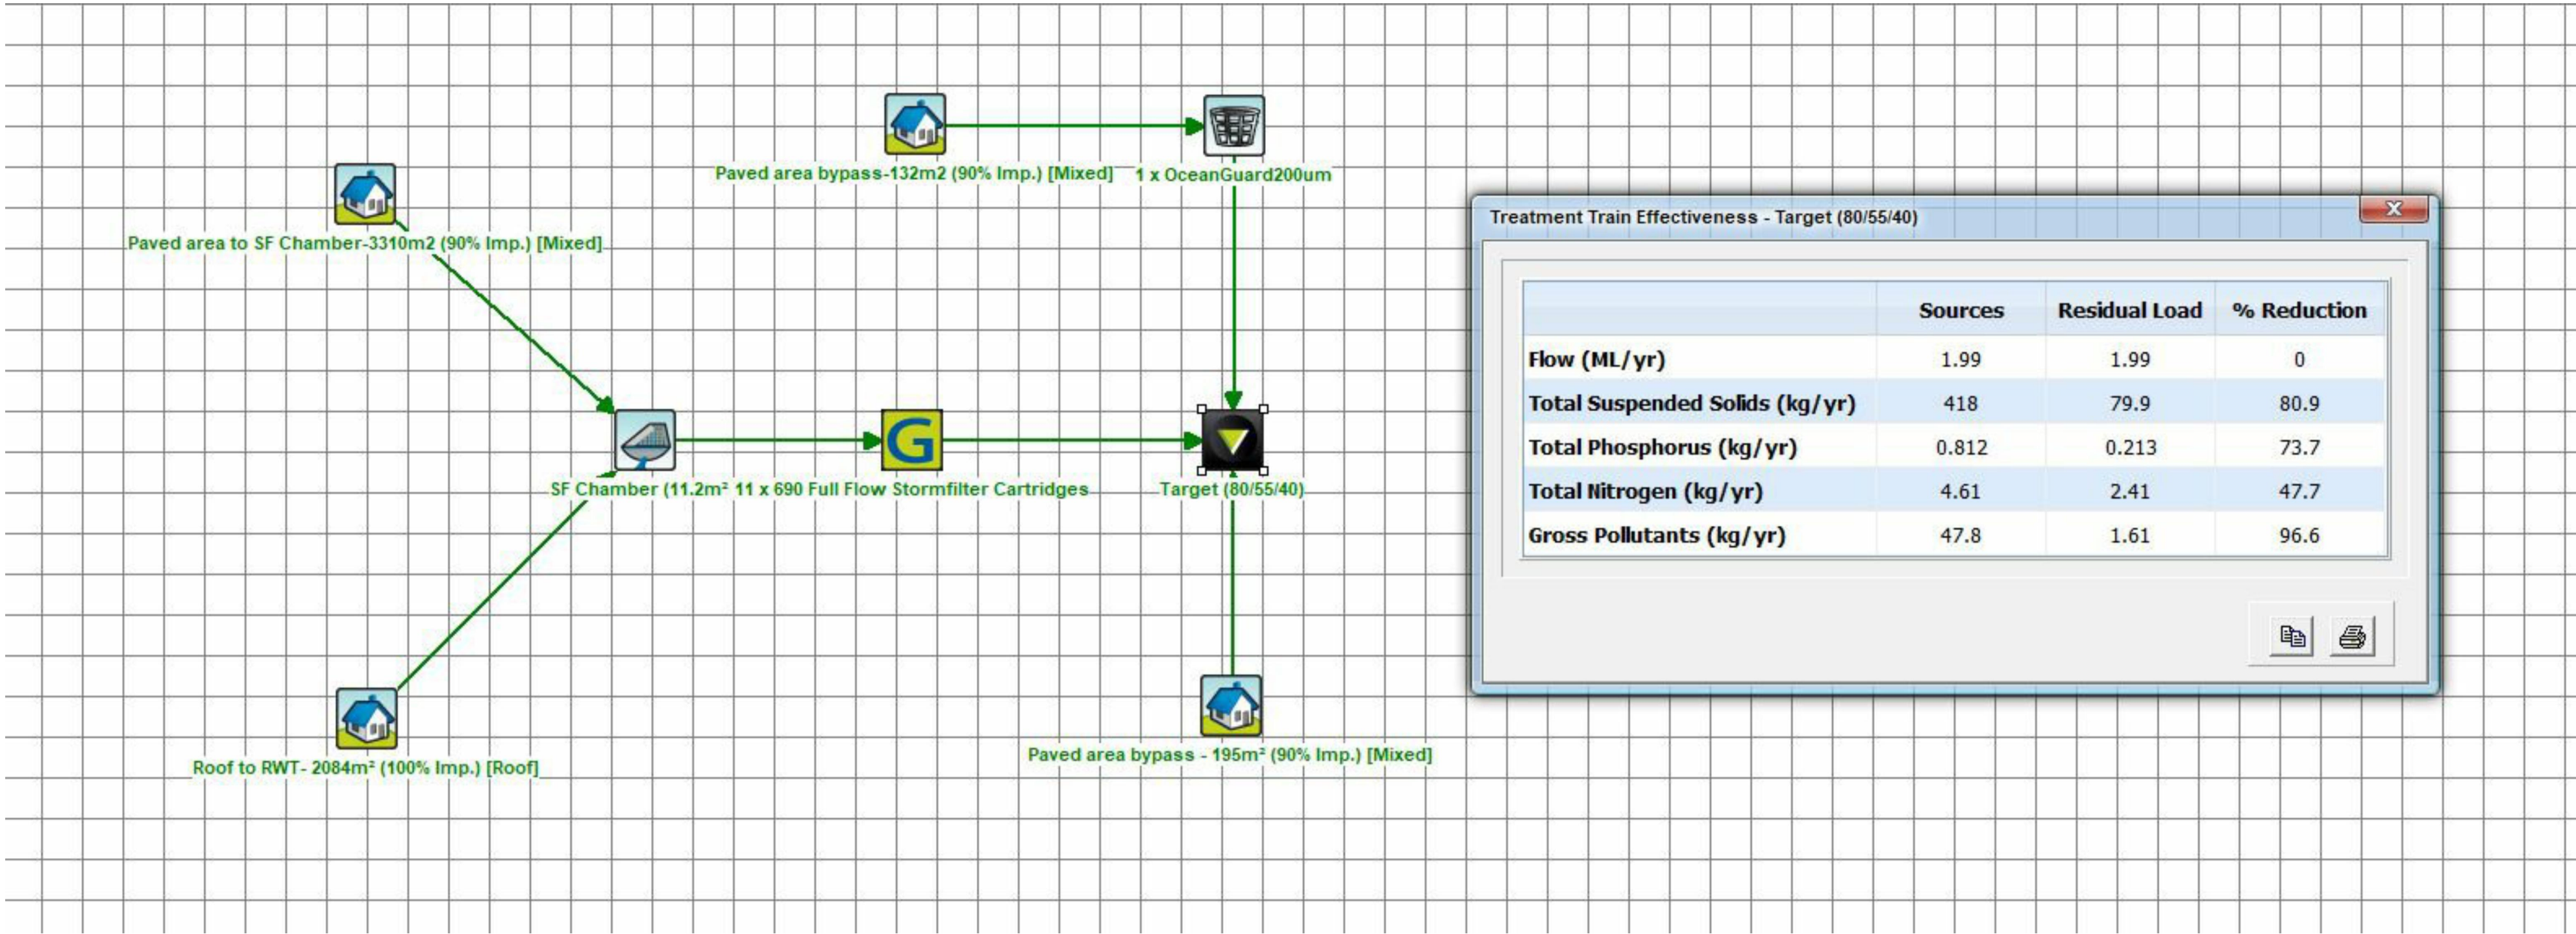 Paved area bypass-132m2 (90% Imp.) [Mixed]
1 x OceanGuard200um
Paved area to SF Chamber-3310m2 (90% Imp.) [Mixed]
G
SF Chamber (11.2m² 11 x 690 Full Flow Stormfilter Cartridges
Target (80/55/40)
Roof to RWT- 2084m² (100% Imp.) [Roof]
Paved area bypass - 195m² (90% Imp.) [Mixed]
Treatment Train Effectiveness - Target (80/55/40)
X
Sources Residual Load % Reduction
Flow (ML/yr) 1.99 1.99 0
Total Suspended Solids (kg/yr) 418 79.9 80.9
Total Phosphorus (kg/yr) 0.812 0.213 73.7
Total Nitrogen (kg/yr) 4.61 2.41 47.7
Gross Pollutants (kg/yr) 47.8 1.61 96.6